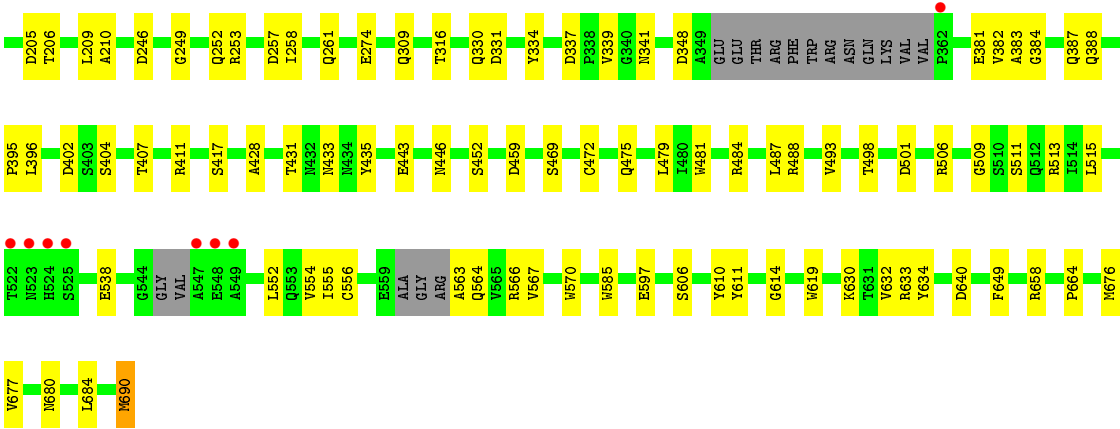 D205 T206 L209 A210 D246 G249 Q252 R253 D257 I258 Q261 E274 Q309 T316 Q330 D331 Y334 D337 P338 V339 G340 N341 D348 A349 GLU GLU THR ARG PHE TRP ARG ASN GLN LYS VAL VAL P362 E381 V382 A383 G384 Q387 Q388
P395 L396 D402 S403 S404 T407 R411 S417 A428 T431 N432 N433 N434 Y435 E443 N446 S452 D459 S469 C472 Q475 L479 I480 W481 R484 L487 R488 V493 T498 D501 R506 G509 S510 S511 Q512 R513 I514 L515
T522 N523 H524 S525 E538 G544 GLY VAL A547 E548 A549 L552 Q553 V554 I555 C556 E559 ALA GLY ARG A563 Q564 V565 R566 V567 W570 W585 E597 S606 Y610 Y611 G614 W619 K630 T631 V632 R633 Y634 D640 F649 R658 P664 M676
V677 N680 L684 M690